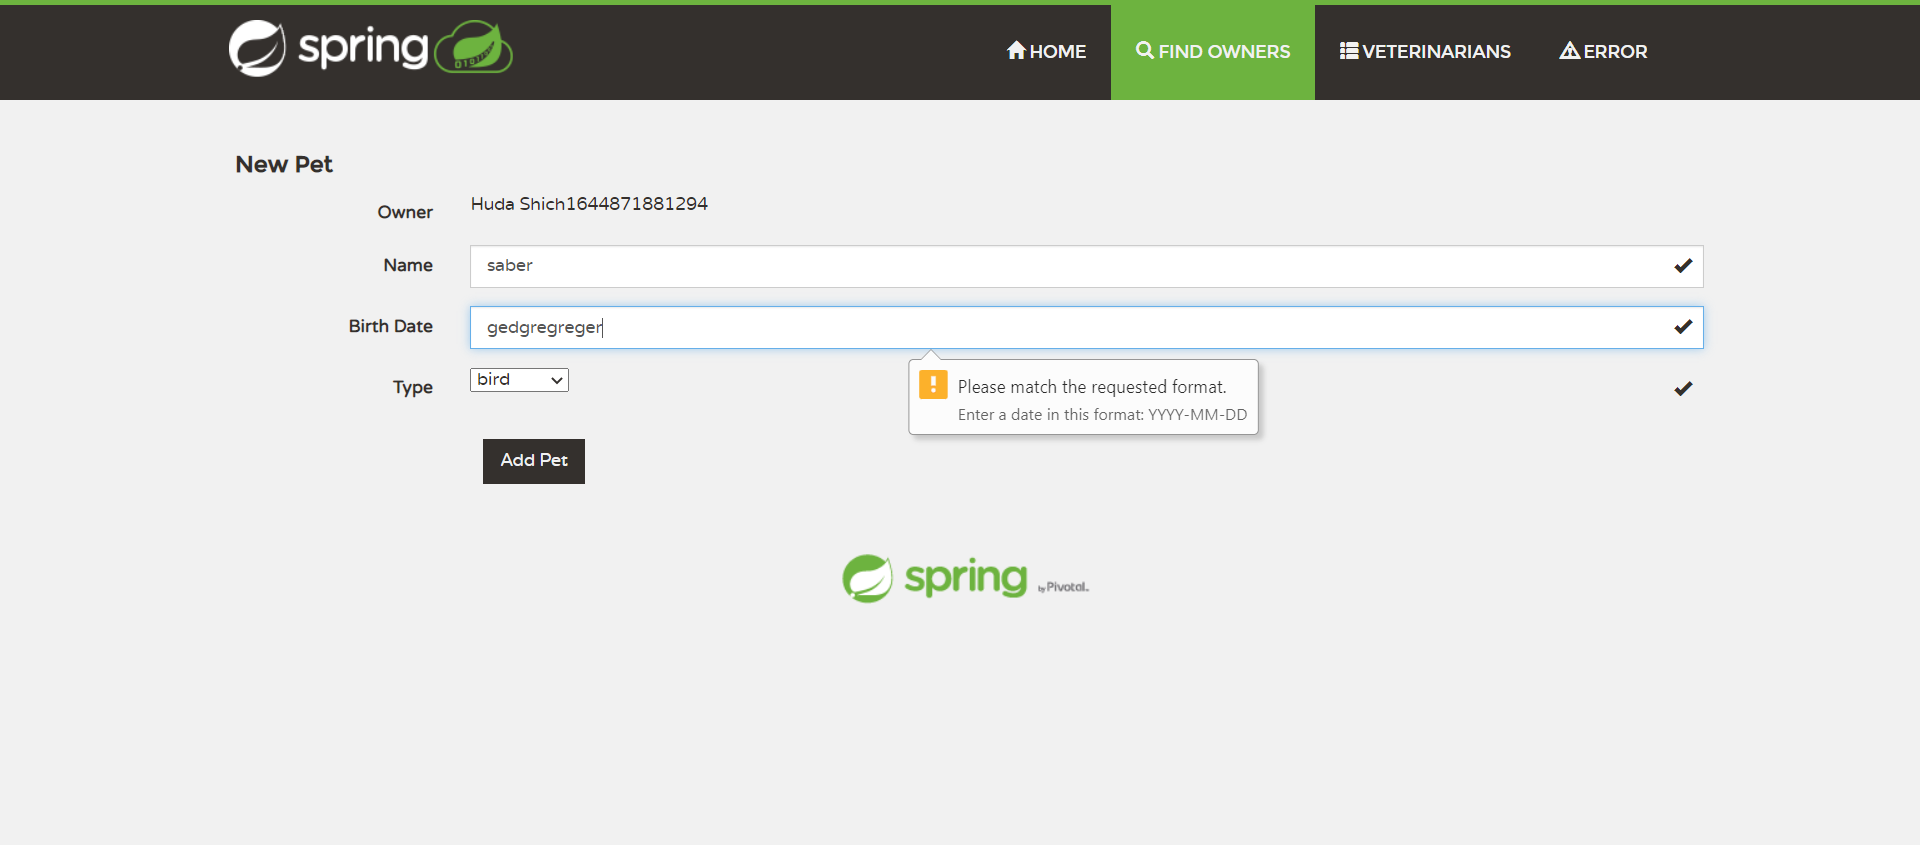 spring
HOME
FIND OWNERS
VETERINARIANS
ERROR
New Pet
Owner Huda Shich1644871881294
Name saber
Birth Date gedgregreger
Type bird
Please match the requested format.
Enter a date in this format: YYYY-MM-DD
Add Pet
spring by Pivotal.